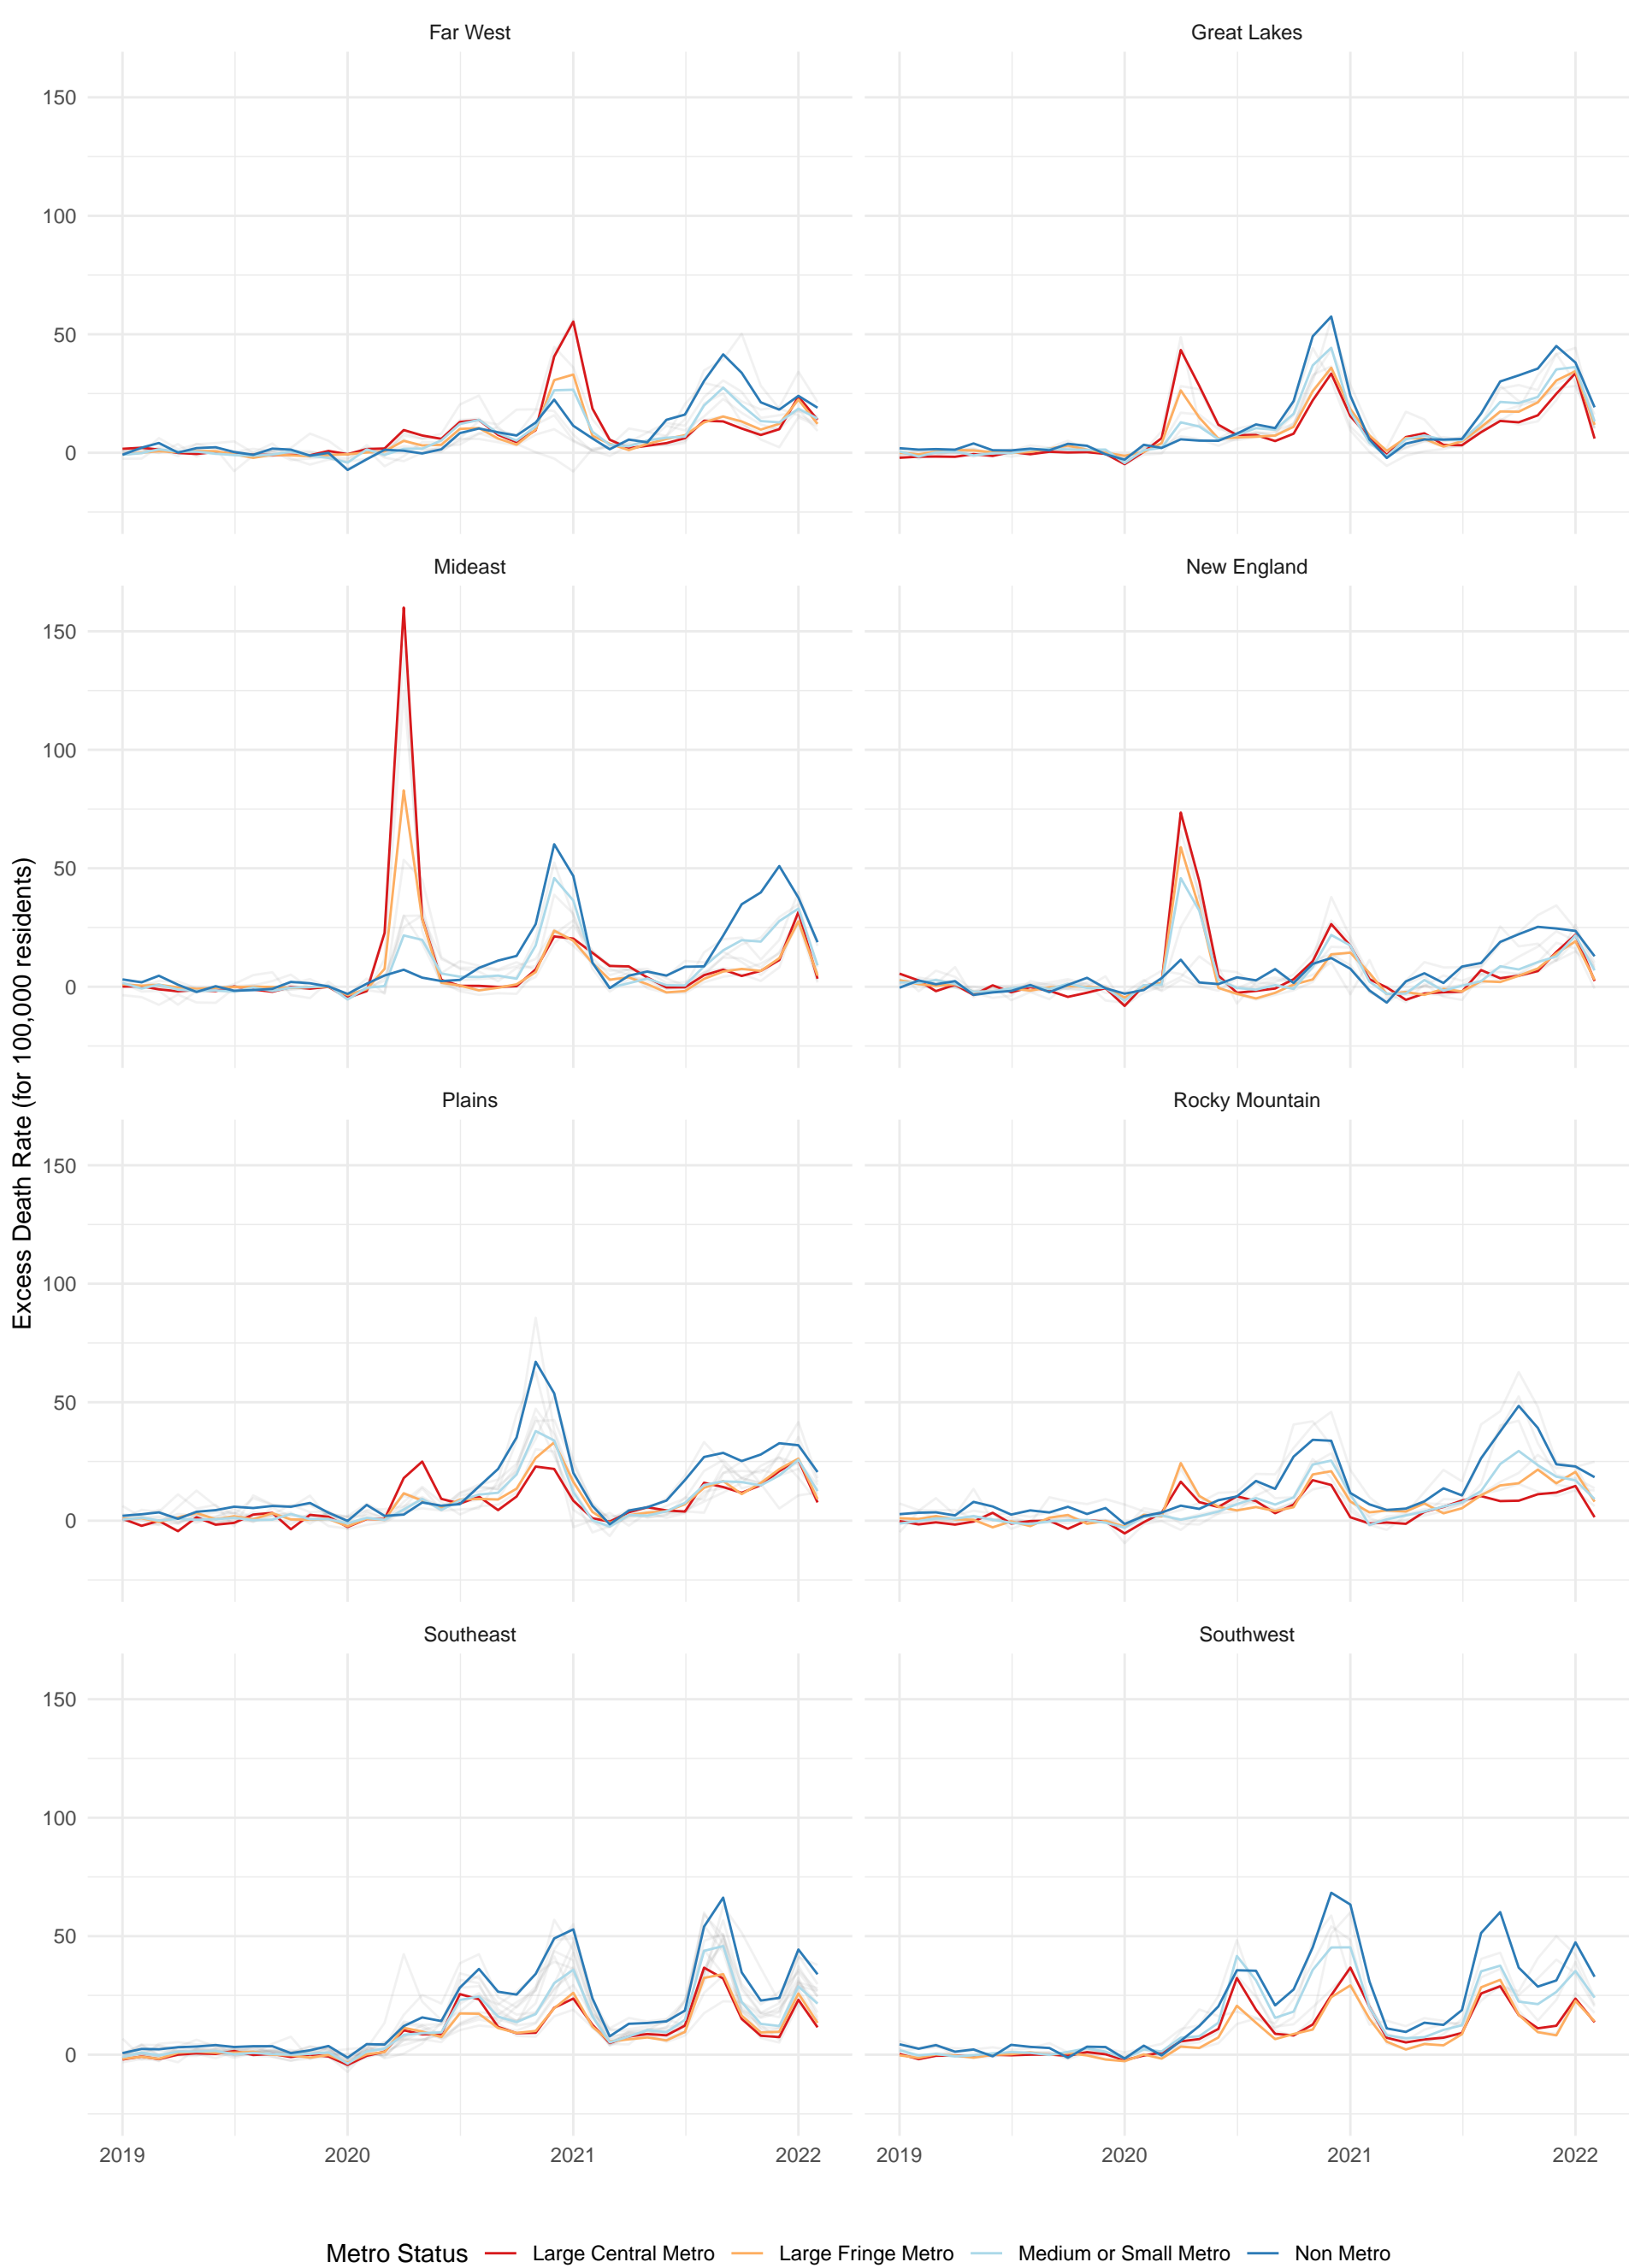 Far West
Great Lakes
150
100
50
0
Mideast
New England
150
100
50
0
Excess Death Rate (for 100,000 residents)
Plains
Rocky Mountain
150
100
50
0
Southeast
Southwest
150
100
50
0
2019 2020 2021 2022 2019 2020 2021 2022
Metro Status Large Central Metro Large Fringe Metro Medium or Small Metro Non Metro